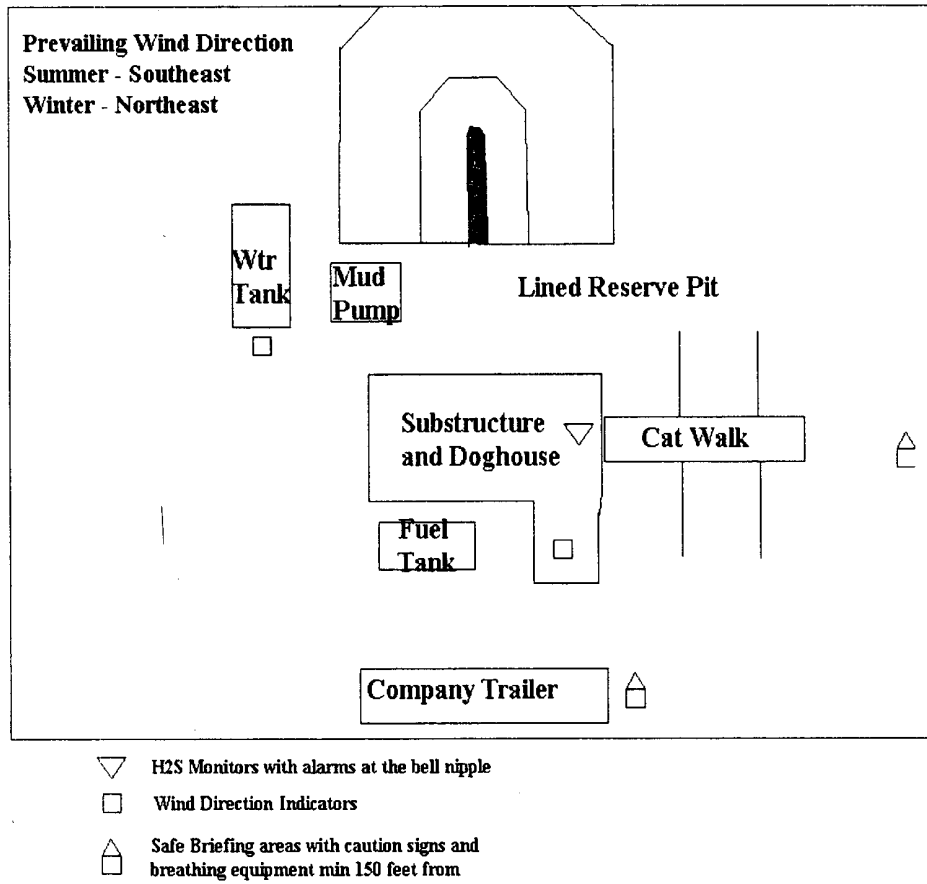 Prevailing Wind Direction
Summer - Southeast
Winter - Northeast
Wtr
Tank
Mud
Pump
Lined Reserve Pit
Substructure
and Doghouse
Cat Walk
Fuel
Tank
Company Trailer
H2S Monitors with alarms at the bell nipple
Wind Direction Indicators
Safe Briefing areas with caution signs and
breathing equipment min 150 feet from